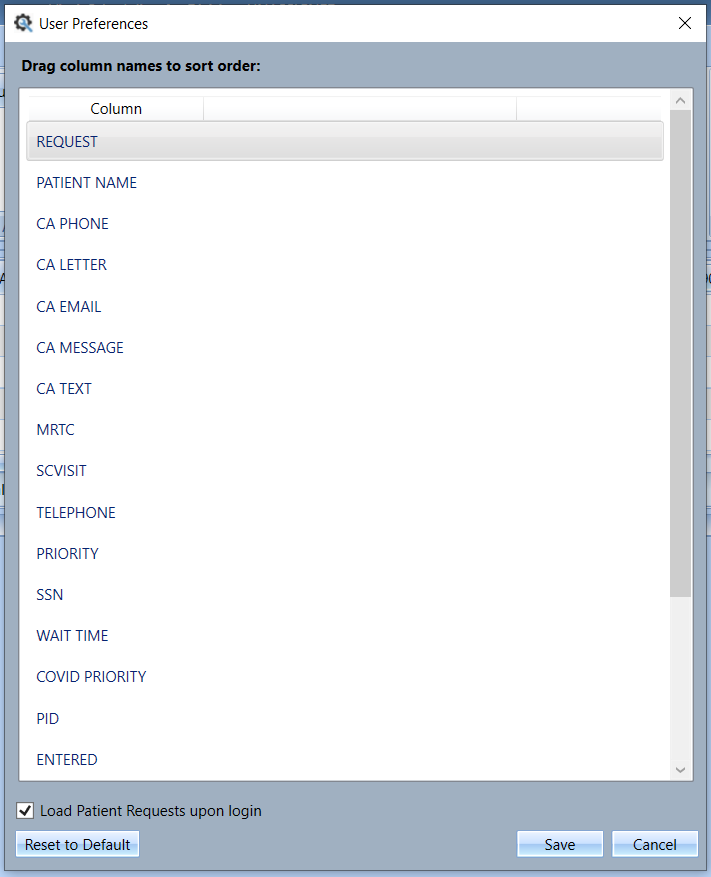 User Preferences
Drag column names to sort order:
Column
REQUEST
PATIENT NAME
CA PHONE
CA LETTER
CA EMAIL
CA MESSAGE
CA TEXT
MRTC
SCVISIT
TELEPHONE
PRIORITY
SSN
WAIT TIME
COVID PRIORITY
PID
ENTERED
Load Patient Requests upon login
Reset to Default
Save
Cancel